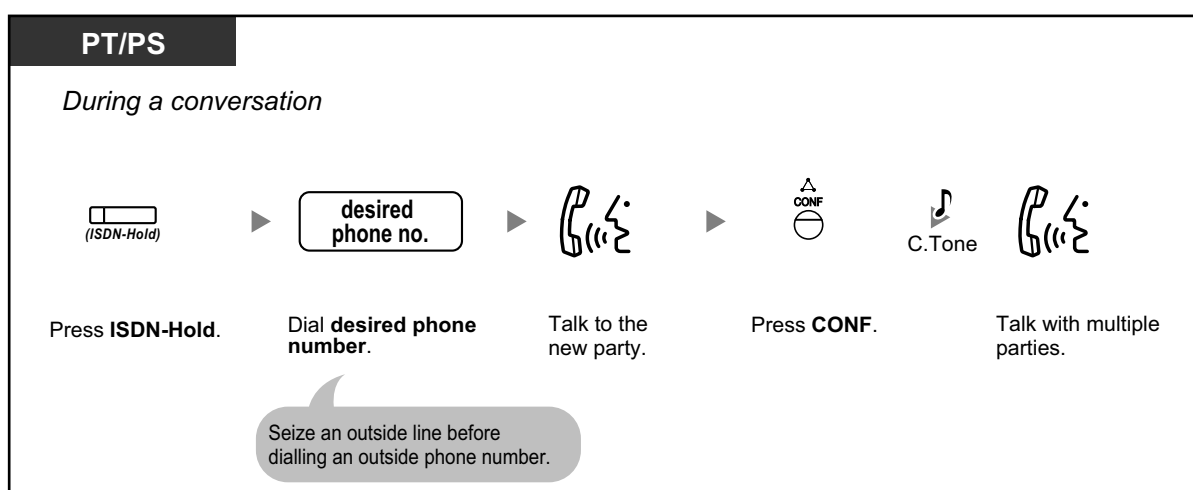 PT/PS
During a conversation
(ISDN-Hold)
desired
phone no.
CONF
C.Tone
Press ISDN-Hold.
Dial desired phone
number.
Talk to the
new party.
Press CONF.
Talk with multiple
parties.
Seize an outside line before
dialling an outside phone number.